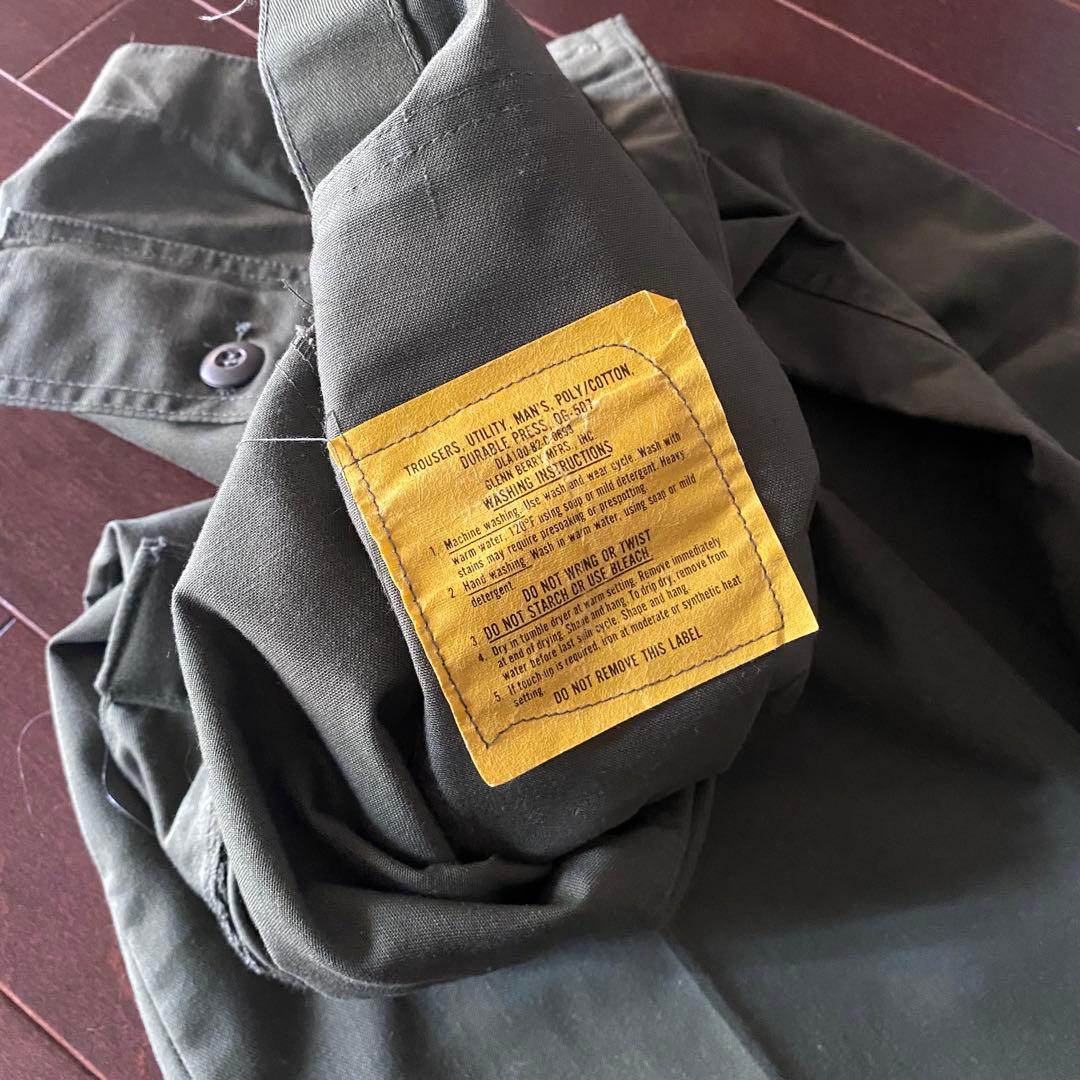 TROUSERS, UTILITY, MAN'S, POLY/COTTON,
DURABLE PRESS, OG-507
DLA100-82-C-0693
GLENN BERRY MFRS., INC.
WASHING INSTRUCTIONS
1. Machine washing. Use wash and wear cycle. Wash with
warm water, 120°F using soap or mild detergent. Heavy
stains may require presoaking or prespotting.
2 Hand washing. Wash in warm water, using soap or mild
detergent.
DO NOT WRING OR TWIST
3. DO NOT STARCH OR USE BLEACH.
4. Dry in tumble dryer at warm setting. Remove immediately
at end of drying. Shape and hang. To drip dry, remove from
water before last spin cycle. Shape and hang
5. If touch-up is required, iron at moderate or synthetic heat
setting.
DO NOT REMOVE THIS LABEL